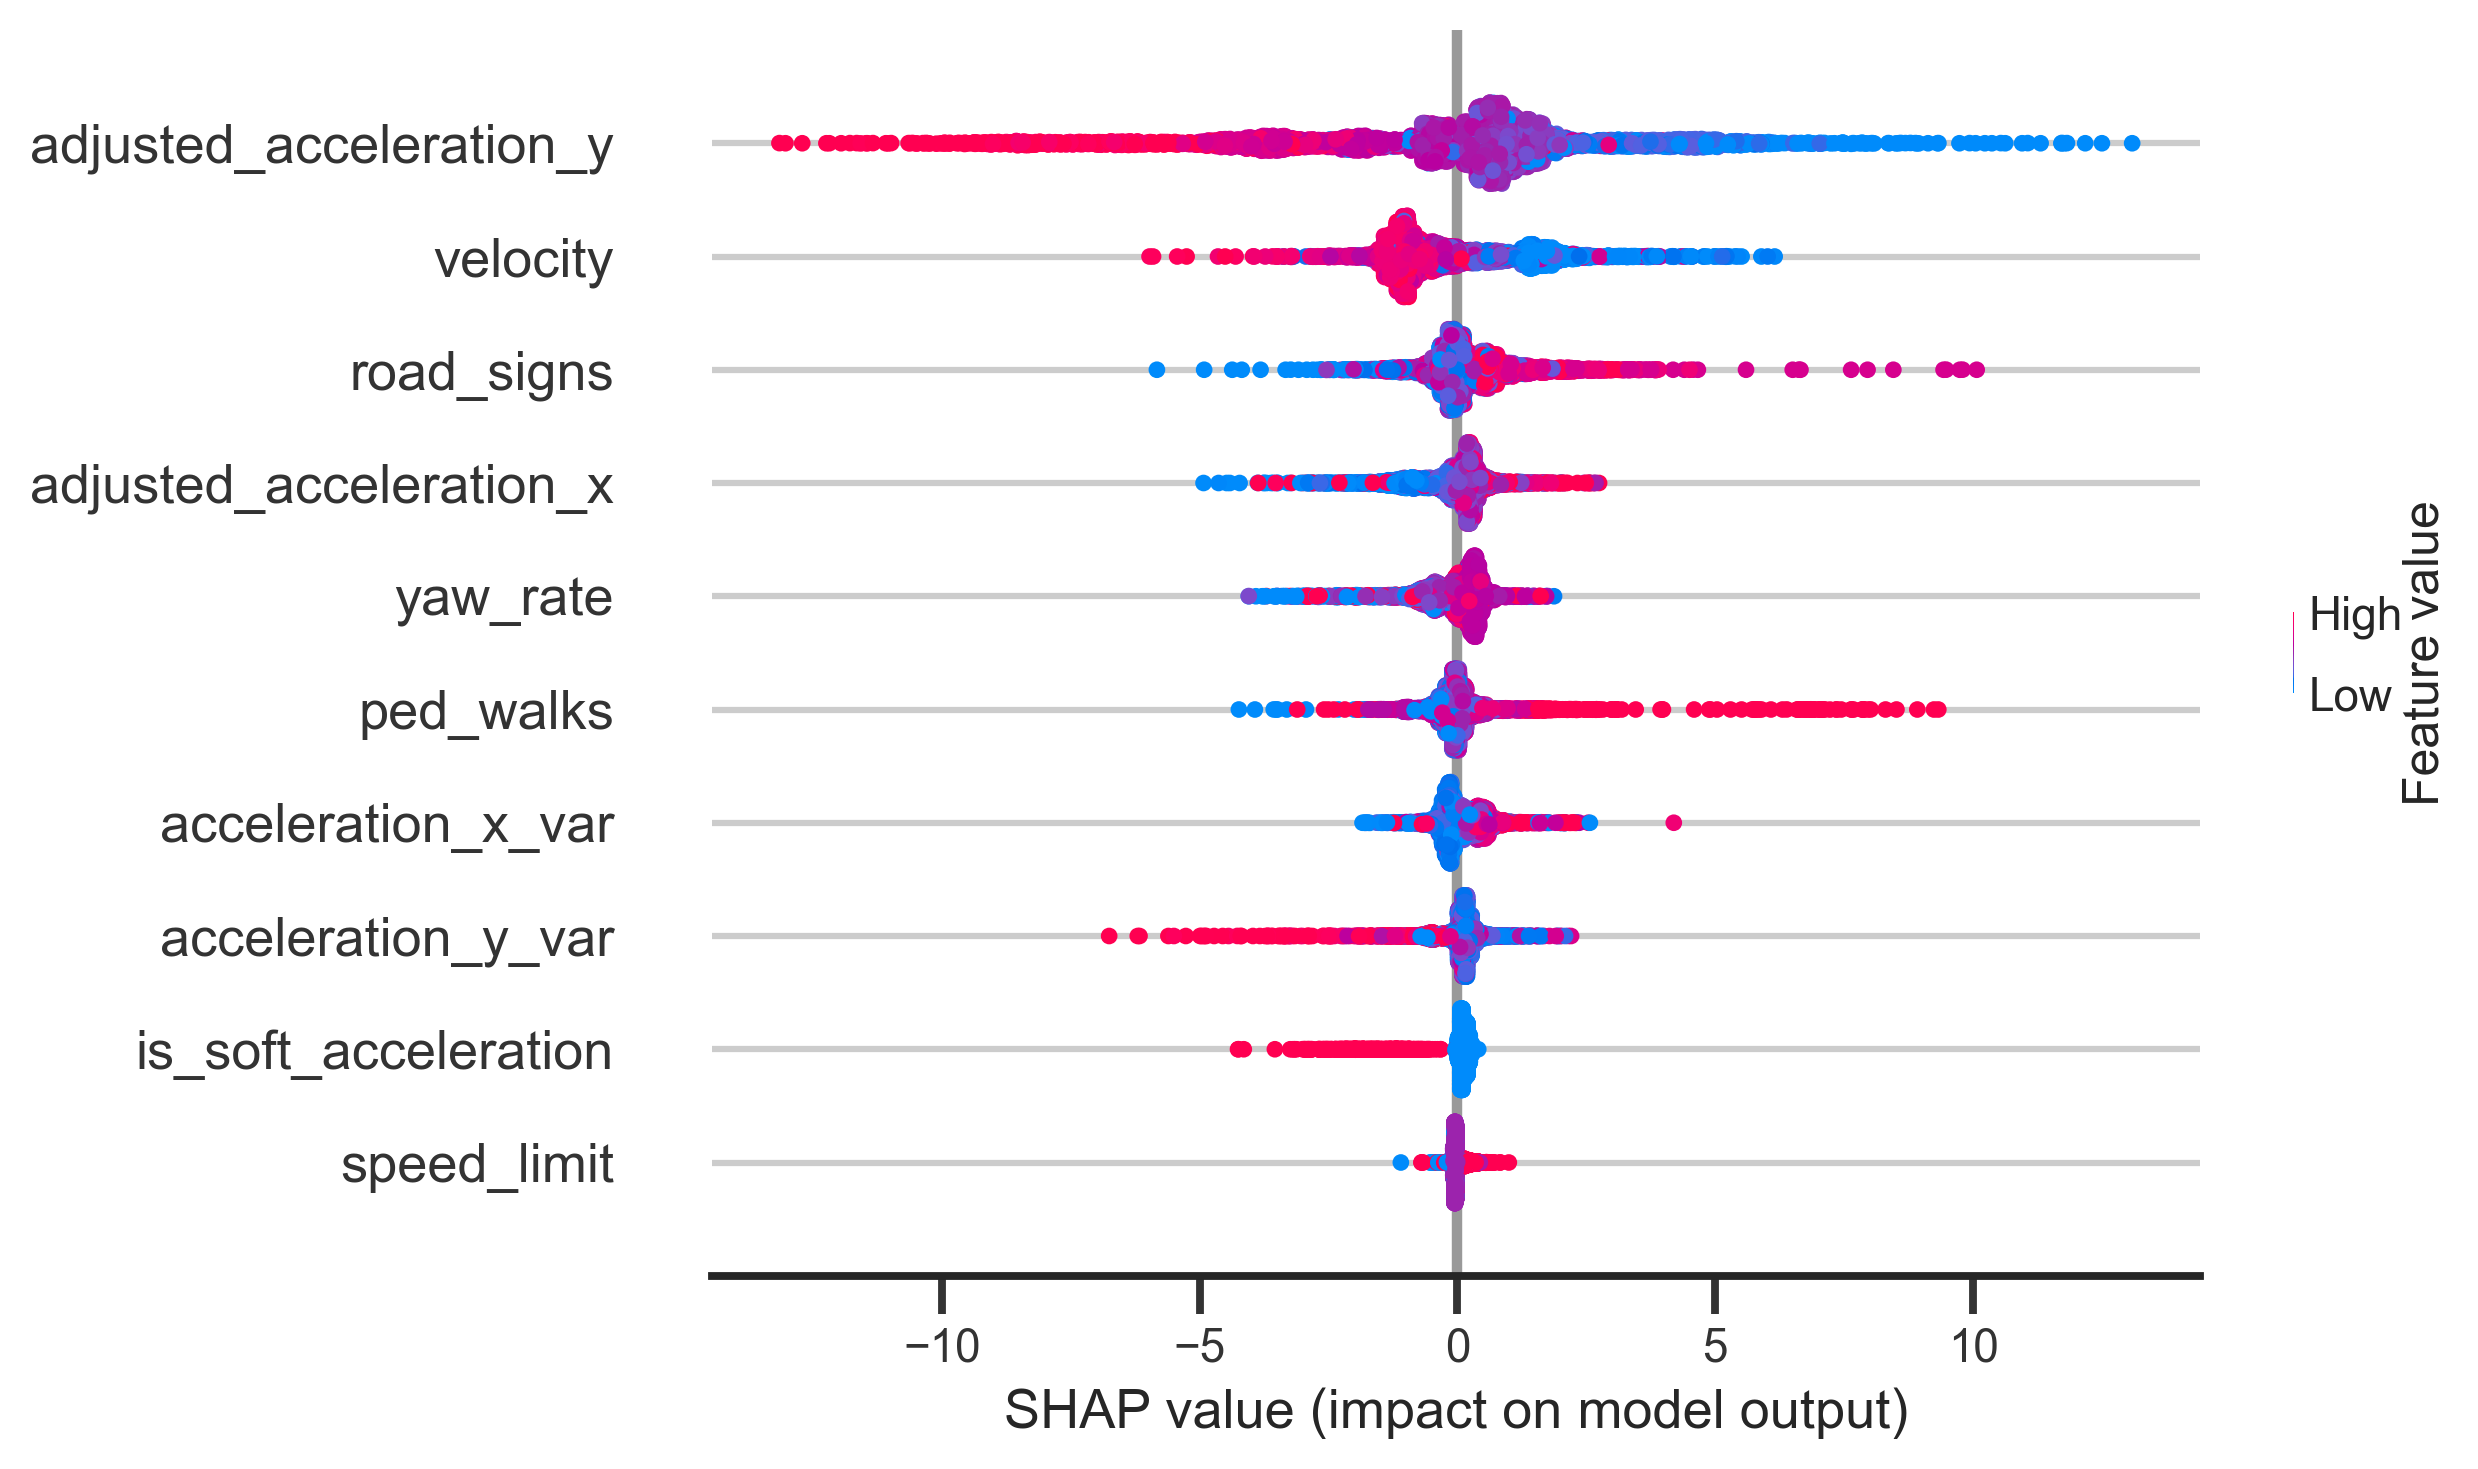 adjusted_acceleration_y
velocity
road_signs
adjusted_acceleration_x
yaw_rate
ped_walks
acceleration_x_var
acceleration_y_var
is_soft_acceleration
speed_limit
−10 −5 0 5 10
SHAP value (impact on model output)
High
Low
Feature value